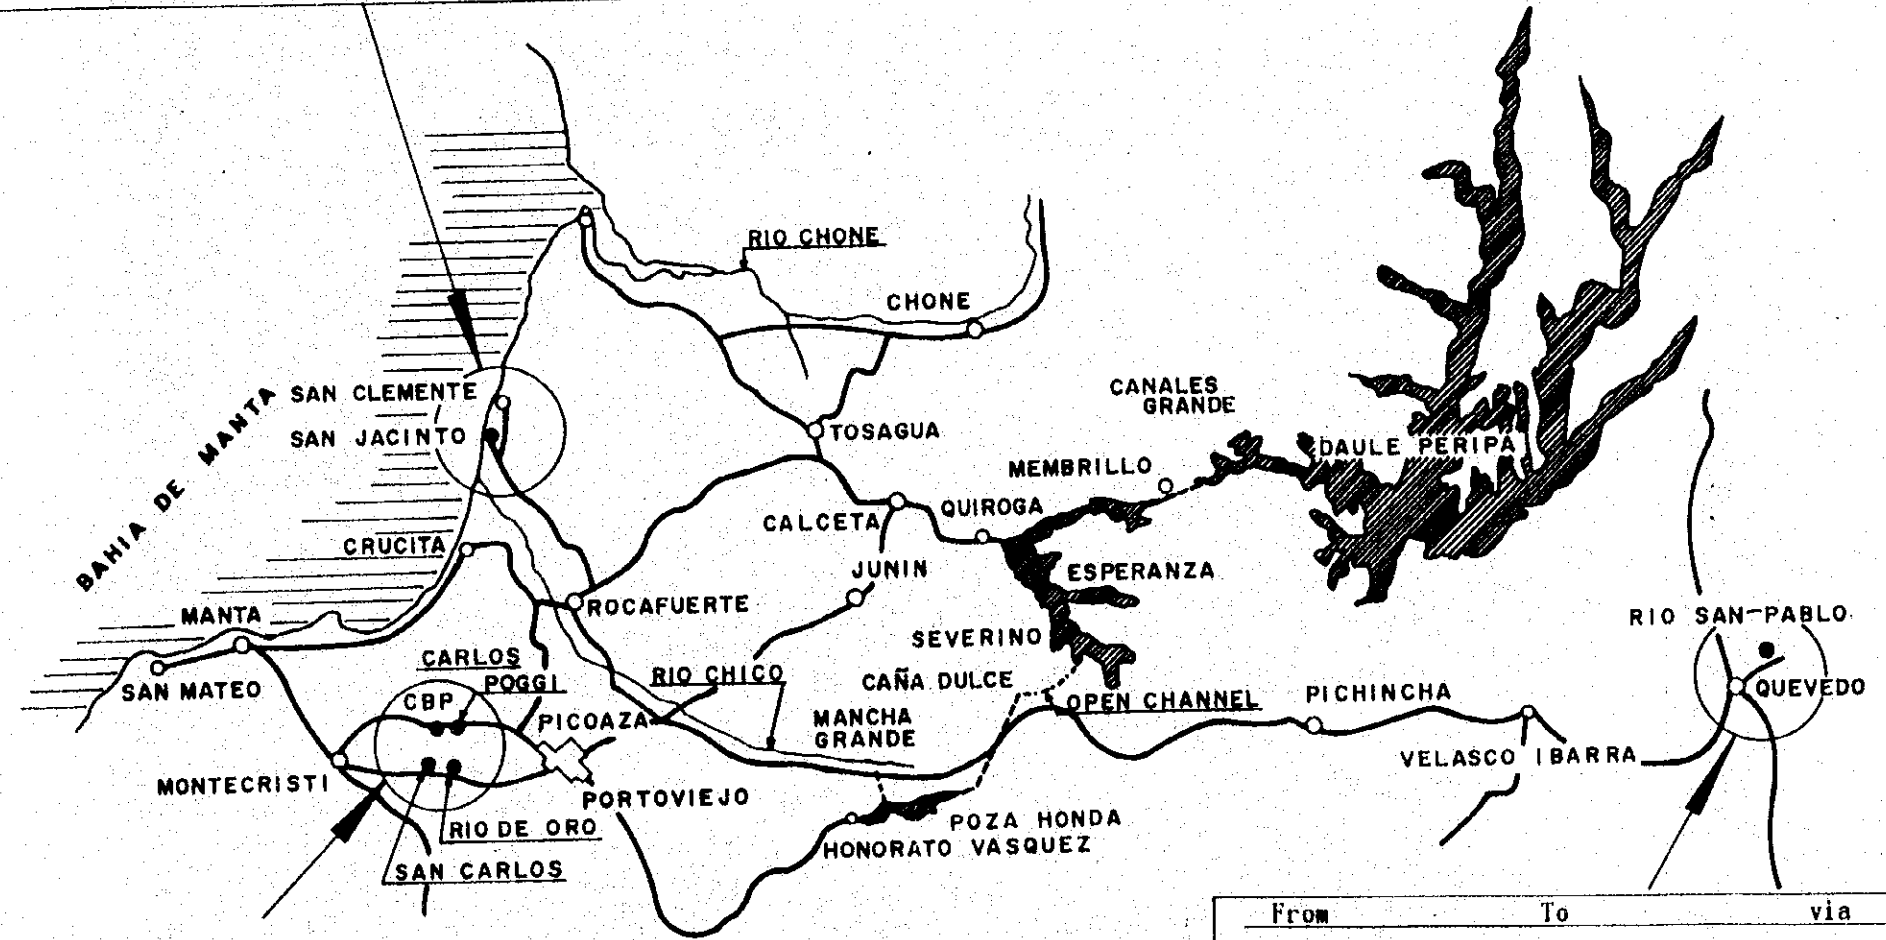 RIO CHONE
CHONE
SAN CLEMENTE
SAN JACINTO
BAHIA DE MANTA
TOSAGUA
CANALES
GRANDE
DAULE PERIPA
MEMBRILLO
QUIROGA
CALCETA
CRUCITA
JUNIN
ESPERANZA
ROCAFUERTE
MANTA
RIO SAN-PABLO
SEVERINO
CARLOS
POGGI
RIO CHICO
CAÑA DULCE
SAN MATEO
CBP
OPEN CHANNEL
PICHINCHA
QUEVEDO
PICOAZA
MANCHA
GRANDE
VELASCO IBARRA
MONTECRISTI
PORTOVIEJO
POZA HONDA
RIO DE ORO
HONORATO VASQUEZ
SAN CARLOS
From To via